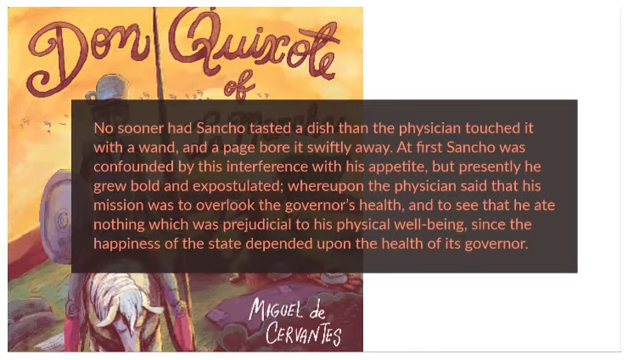 Don Quixote
of
No sooner had Sancho tasted a dish than the physician touched it
with a wand, and a page bore it swiftly away. At first Sancho was
confounded by this interference with his appetite, but presently he
grew bold and expostulated; whereupon the physician said that his
mission was to overlook the governor's health, and to see that he ate
nothing which was prejudicial to his physical well-being, since the
happiness of the state depended upon the health of its governor.
MIGUEL de
CERVANTES